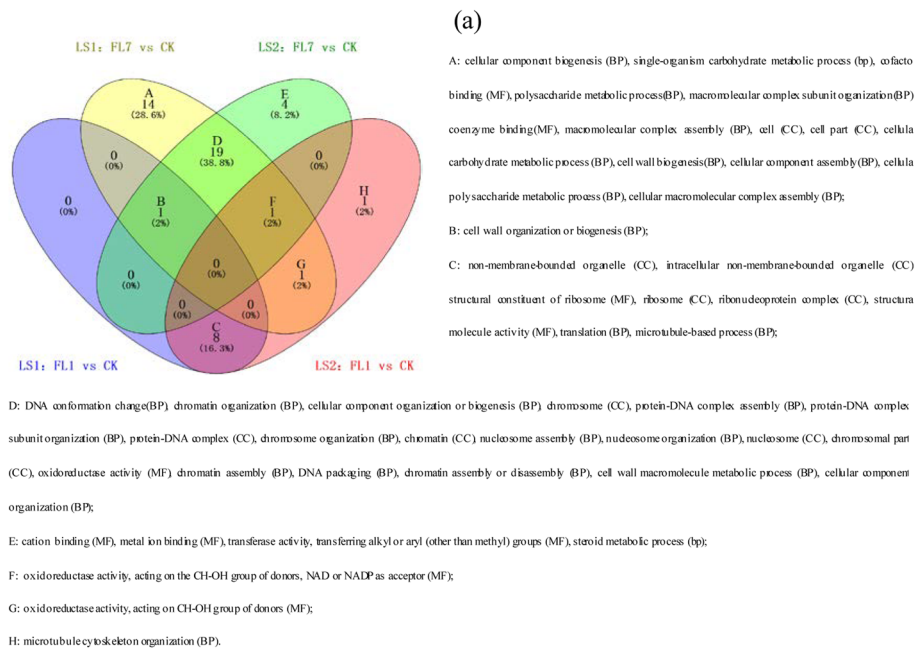 (a)
LS1: FL7 vs CK
LS2: FL7 vs CK
A
14
(28.6%)
E
4
(8.2%)
D
19
(38.8%)
0
(0%)
0
(0%)
0
(0%)
H
1
(2%)
B
1
(2%)
F
1
(2%)
0
(0%)
0
(0%)
G
1
(2%)
0
(0%)
0
(0%)
C
8
(16.3%)
LS1: FL1 vs CK
LS2: FL1 vs CK
A: cellular component biogenesis (BP), single-organism carbohydrate metabolic process (bp), cofacto
binding (MF), polysaccharide metabolic process(BP), macromolecular complex subunit organization(BP)
coenzyme binding(MF), macromolecular complex assembly (BP), cell (CC), cell part (CC), cellula
carbohydrate metabolic process (BP), cell wall biogenesis(BP), cellular component assembly(BP), cellula
polysaccharide metabolic process (BP), cellular macromolecular complex assembly (BP);
B: cell wall organization or biogenesis (BP);
C: non-membrane-bounded organelle (CC), intracellular non-membrane-bounded organelle (CC)
structural constituent of ribosome (MF), ribosome (CC), ribonucleoprotein complex (CC), structura
molecule activity (MF), translation (BP), microtubule-based process (BP);
D: DNA conformation change(BP), chromatin organization (BP), cellular component organization or biogenesis (BP), chromosome (CC), protein-DNA complex assembly (BP), protein-DNA complex
subunit organization (BP), protein-DNA complex (CC), chromosome organization (BP), chromatin (CC), nucleosome assembly (BP), nucleosome organization (BP), nucleosome (CC), chromosomal part
(CC), oxidoreductase activity (MF), chromatin assembly (BP), DNA packaging (BP), chromatin assembly or disassembly (BP), cell wall macromolecule metabolic process (BP), cellular component
organization (BP);
E: cation binding (MF), metal ion binding (MF), transferase activity, transferring alkyl or aryl (other than methyl) groups (MF), steroid metabolic process (bp);
F: oxidoreductase activity, acting on the CH-OH group of donors, NAD or NADP as acceptor (MF);
G: oxidoreductase activity, acting on CH-OH group of donors (MF);
H: microtubule cytoskeleton organization (BP).